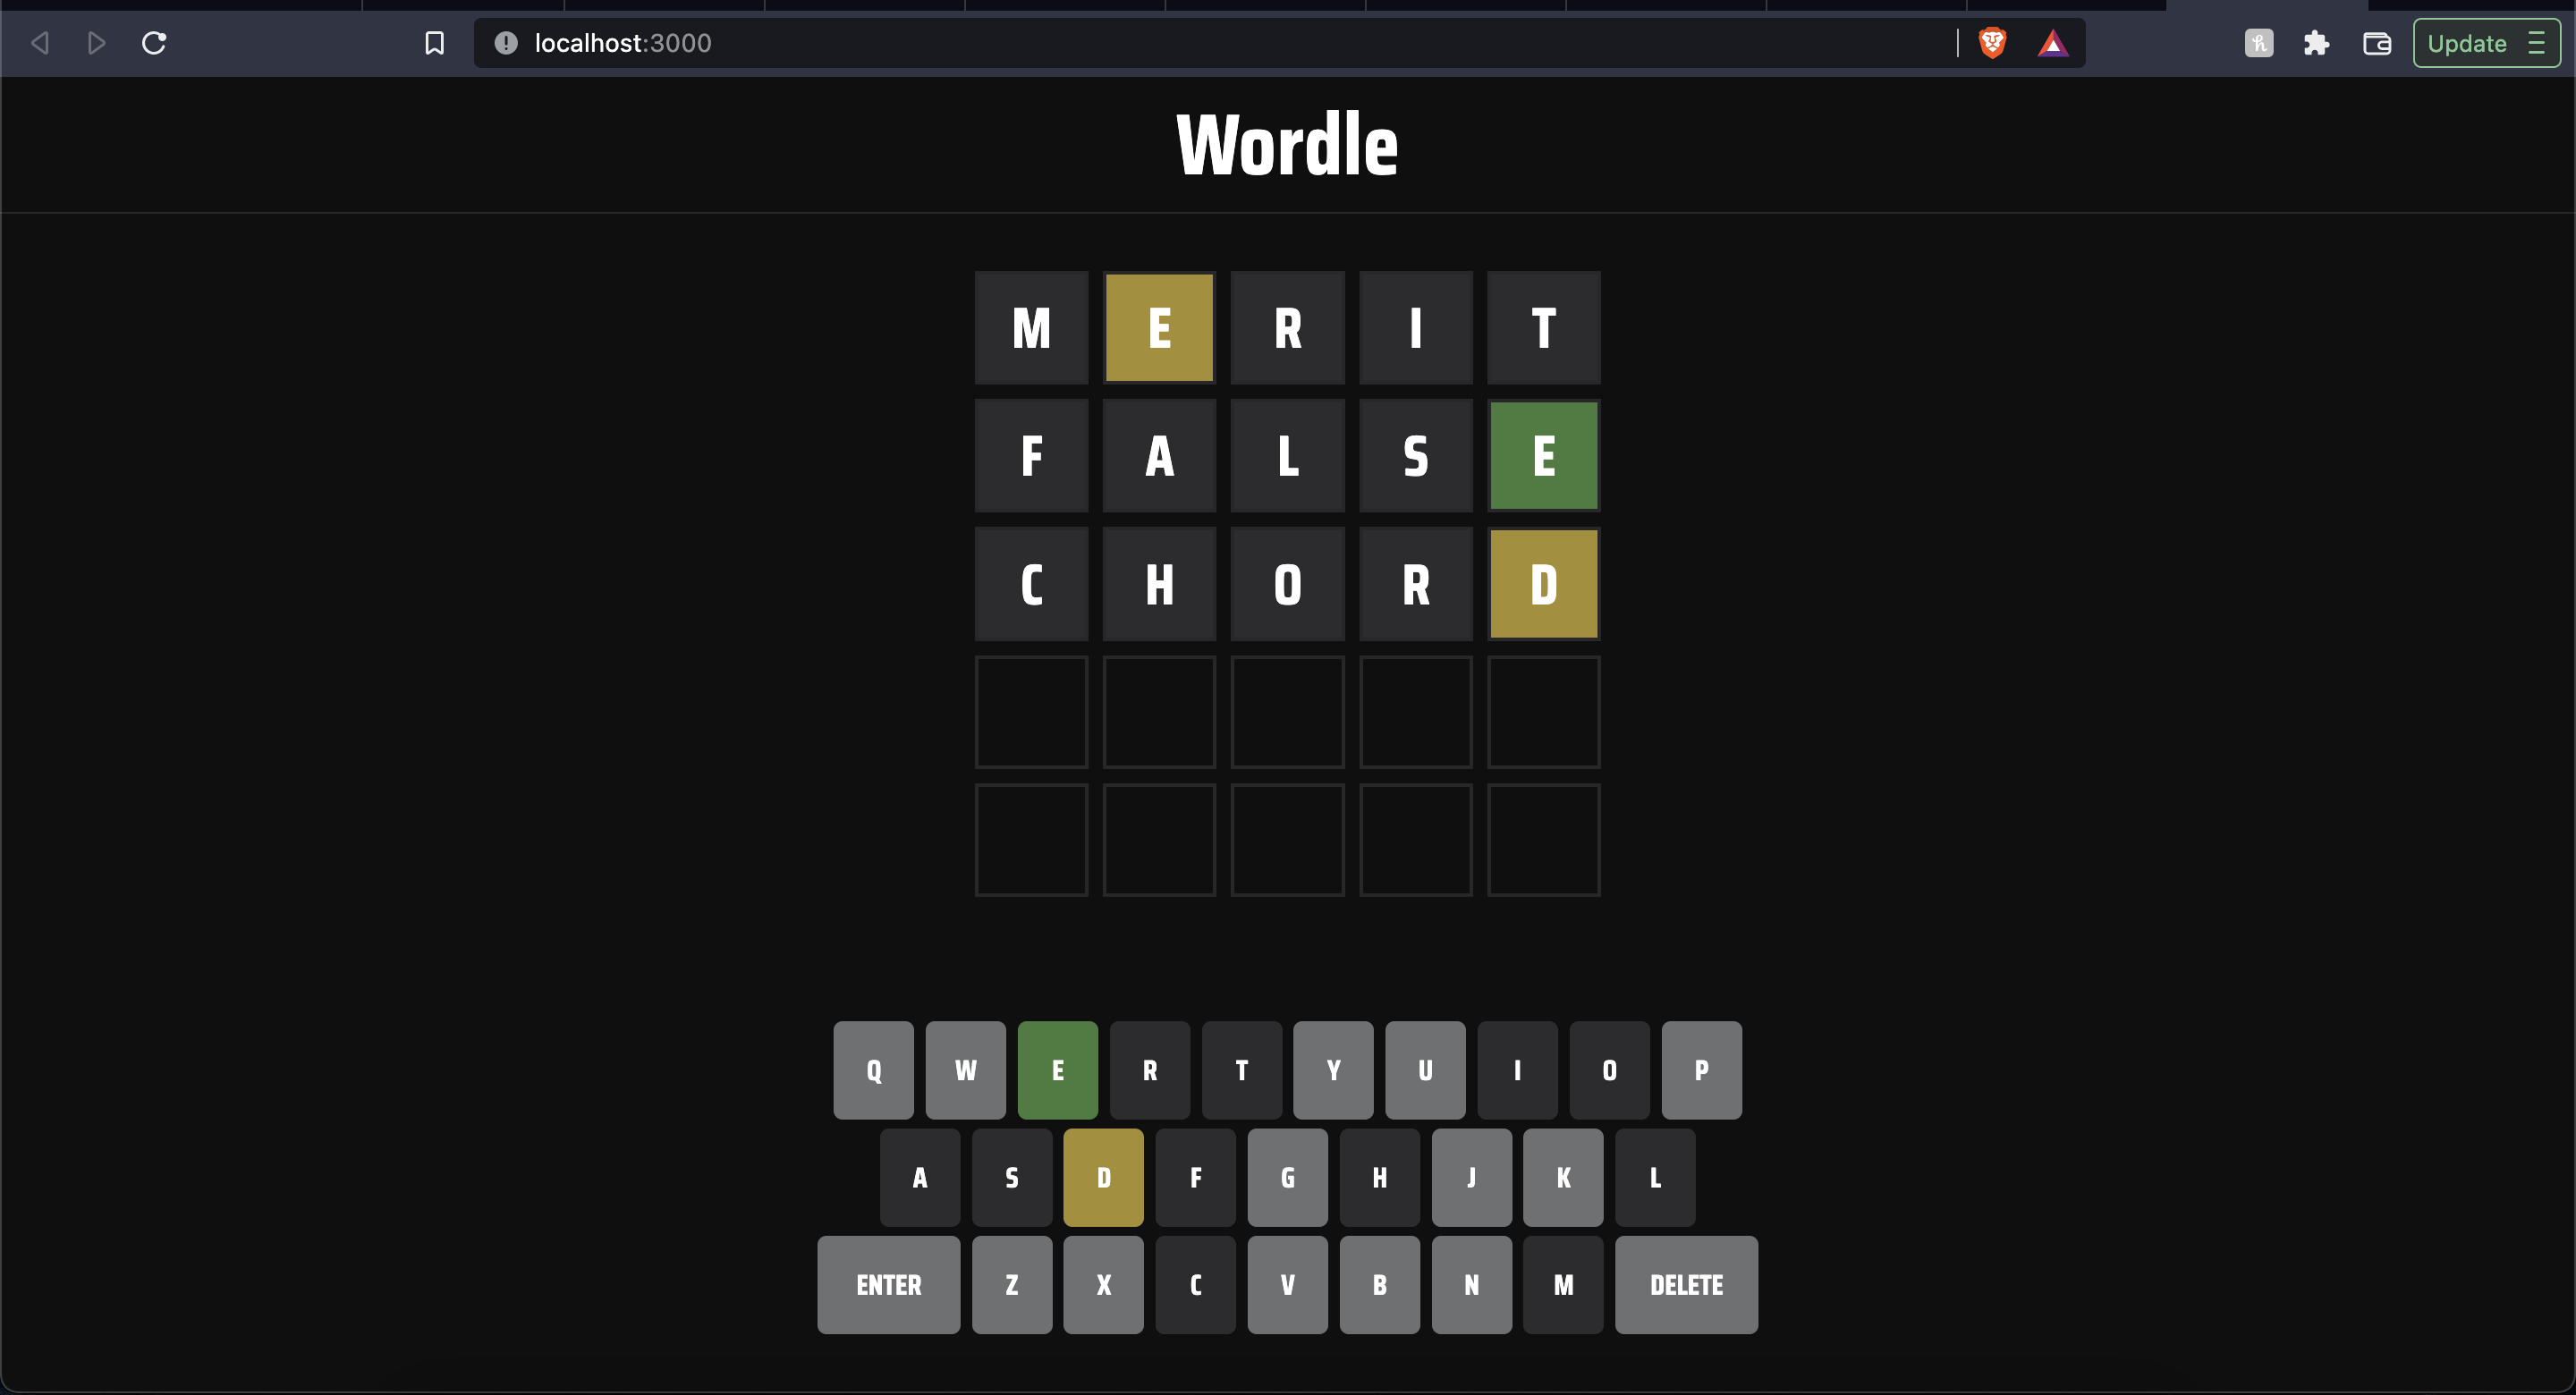 localhost:3000
Update
Wordle
M E R I T
F A L S E
C H O R D
Q W E R T Y U I O P
A S D F G H J K L
ENTER Z X C V B N M DELETE